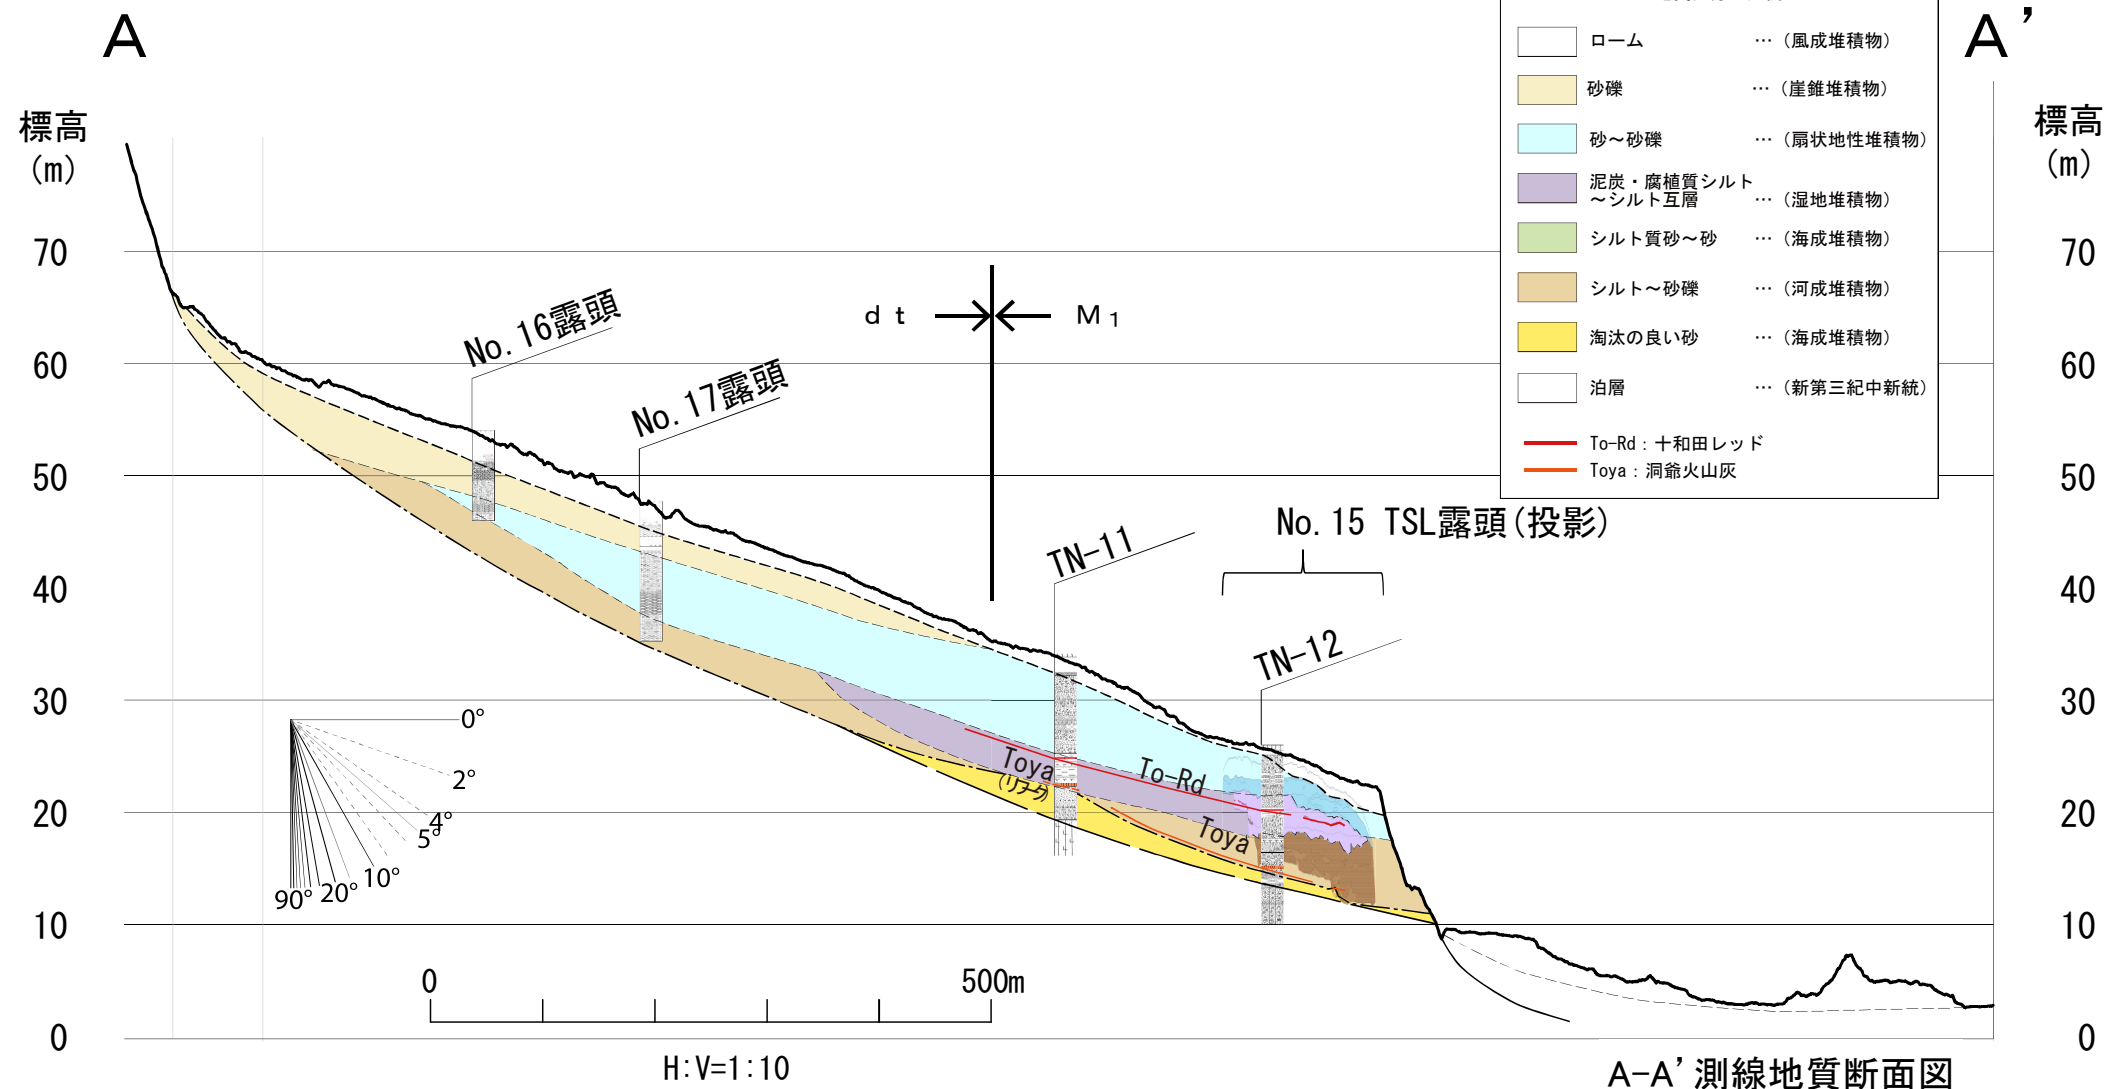 A
A’
標高
(m)
標高
(m)
ローム …（風成堆積物）
砂礫 …（崖錐堆積物）
砂～砂礫 …（扇状地性堆積物）
泥炭・腐植質シルト
～シルト互層 …（湿地堆積物）
シルト質砂～砂 …（海成堆積物）
シルト～砂礫 …（河成堆積物）
淘汰の良い砂 …（海成堆積物）
泊層 …（新第三紀中新統）
To-Rd：十和田レッド
Toya：洞爺火山灰
70
60
50
40
30
20
10
0
70
60
50
40
30
20
10
0
No.16露頭
No.17露頭
ｄｔ
Ｍ₁
TN-11
No.15 TSL露頭(投影)
TN-12
Toya
(リワーク)
To-Rd
Toya
0°
2°
4°
5°
10°
20°
90°
0
500m
H:V=1:10
A-A’測線地質断面図